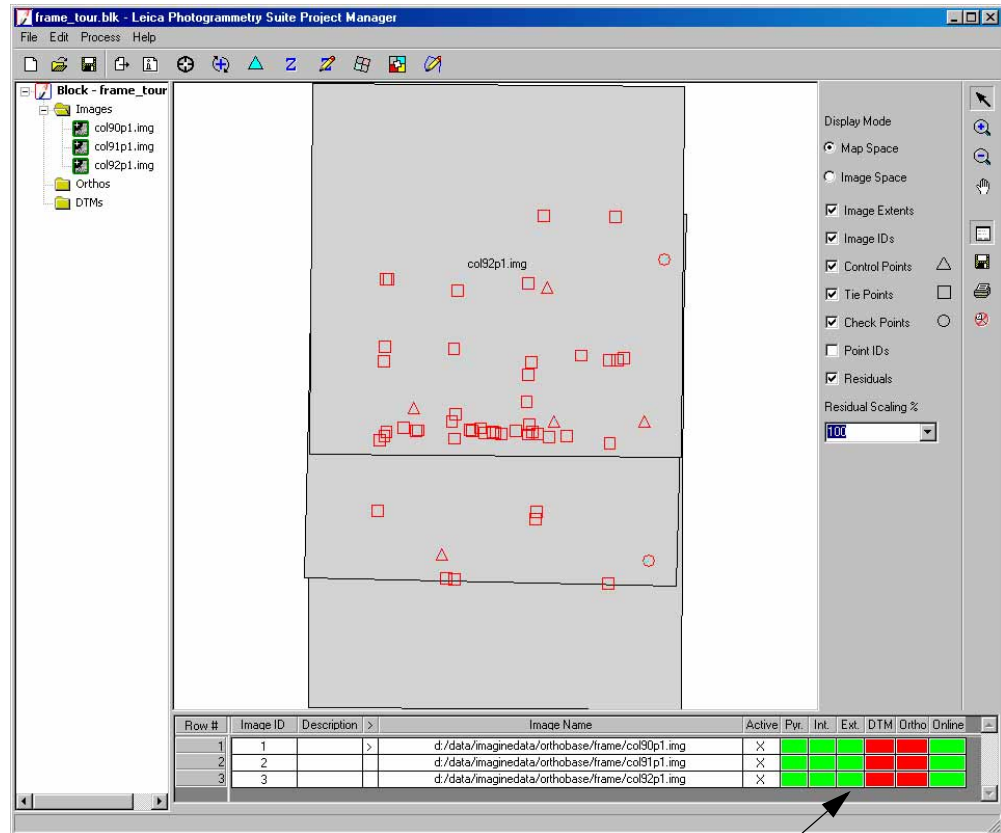 frame_tour.blk - Leica Photogrammetry Suite Project Manager
File Edit Process Help
Block - frame_tour
Images
col90p1.img
col91p1.img
col92p1.img
Orthos
DTMs
col92p1.img
Display Mode
Map Space
Image Space
Image Extents
Image IDs
Control Points
Tie Points
Check Points
Point IDs
Residuals
Residual Scaling %
100
Row # Image ID Description > Image Name Active Pyr. Int. Ext. DTM Ortho Online
1 1 > d:/data/imaginedata/orthobase/frame/col90p1.img X
2 2 d:/data/imaginedata/orthobase/frame/col91p1.img X
3 3 d:/data/imaginedata/orthobase/frame/col92p1.img X